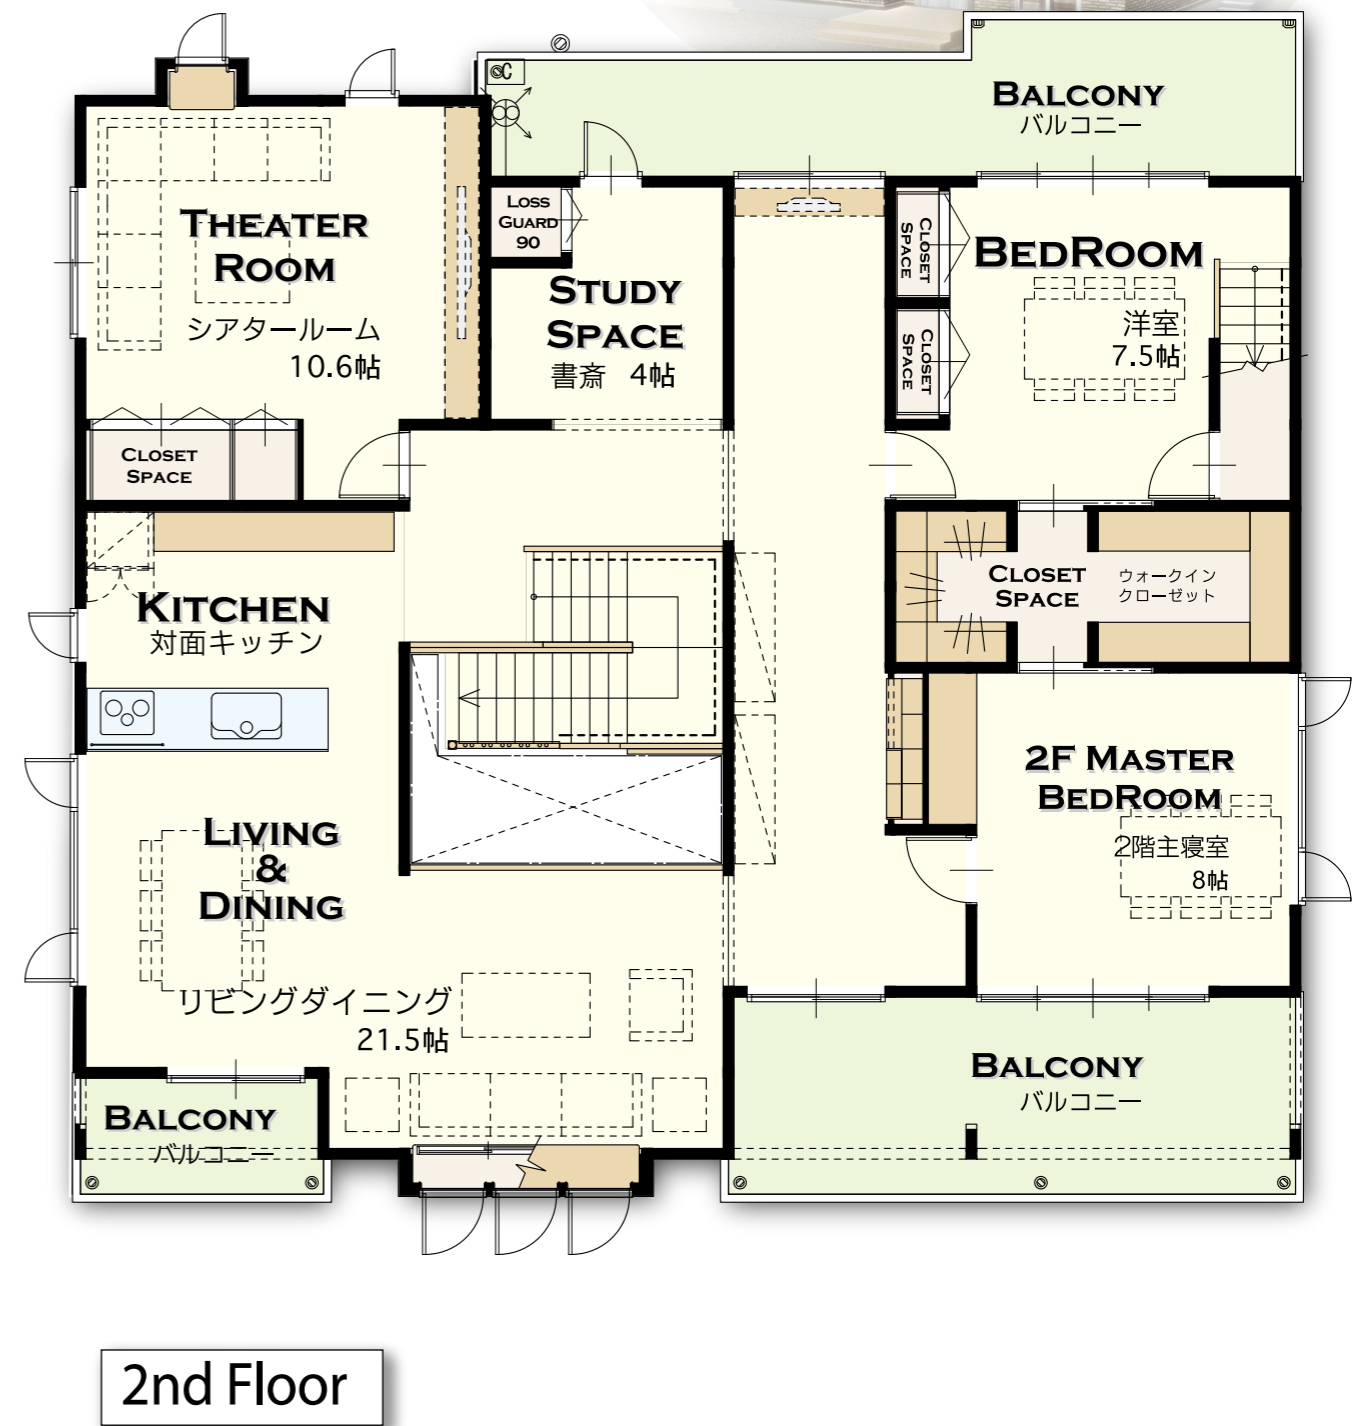 BALCONY
バルコニー
C
THEATER
ROOM
シアタールーム
10.6帖
LOSS
GUARD
90
STUDY
SPACE
書斎 4帖
CLOSET
SPACE
CLOSET
SPACE
BEDROOM
洋室
7.5帖
CLOSET
SPACE
KITCHEN
対面キッチン
CLOSET
SPACE
ウォークイン
クローゼット
2F MASTER
BEDROOM
2階主寝室
8帖
LIVING
&
DINING
リビングダイニング
21.5帖
BALCONY
バルコニー
BALCONY
バルコニー
2nd Floor